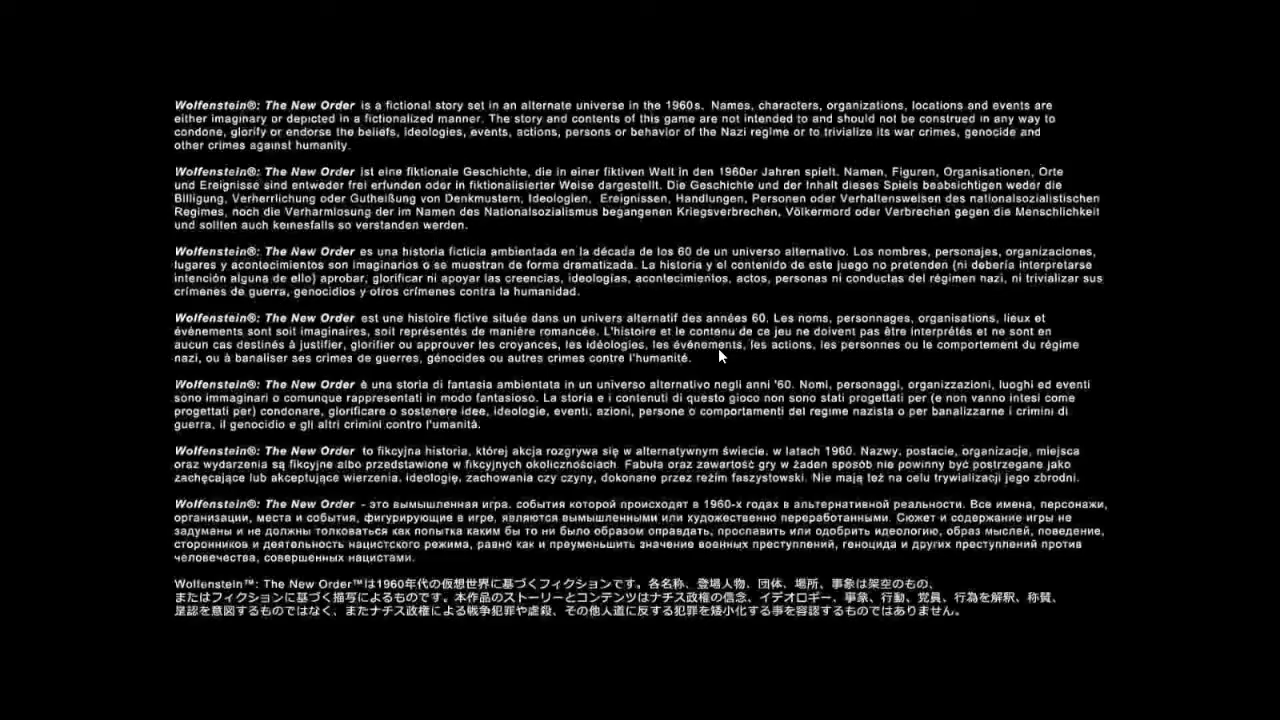 Wolfenstein®: The New Order is a fictional story set in an alternate universe in the 1960s. Names, characters, organizations, locations and events are
either imaginary or depicted in a fictionalized manner. The story and contents of this game are not intended to and should not be construed in any way to
condone, glorify or endorse the beliefs, ideologies, events, actions, persons or behavior of the Nazi regime or to trivialize its war crimes, genocide and
other crimes against humanity.
Wolfenstein®: The New Order ist eine fiktionale Geschichte, die in einer fiktiven Welt in den 1960er Jahren spielt. Namen, Figuren, Organisationen, Orte
und Ereignisse sind entweder frei erfunden oder in fiktionalisierter Weise dargestellt. Die Geschichte und der Inhalt dieses Spiels beabsichtigen weder die
Billigung, Verherrlichung oder Gutheißung von Denkmustern, Ideologien, Ereignissen, Handlungen, Personen oder Verhaltensweisen des nationalsozialistischen
Regimes, noch die Verharmlosung der im Namen des Nationalsozialismus begangenen Kriegsverbrechen, Völkermord oder Verbrechen gegen die Menschlichkeit
und sollten auch keinesfalls so verstanden werden.
Wolfenstein®: The New Order es una historia ficticia ambientada en la década de los 60 de un universo alternativo. Los nombres, personajes, organizaciones,
lugares y acontecimientos son imaginarios o se muestran de forma dramatizada. La historia y el contenido de este juego no pretenden (ni debería interpretarse
intención alguna de ello) aprobar, glorificar ni apoyar las creencias, ideologías, acontecimientos, actos, personas ni conductas del régimen nazi, ni trivializar sus
crímenes de guerra, genocidios y otros crímenes contra la humanidad.
Wolfenstein®: The New Order est une histoire fictive située dans un univers alternatif des années 60. Les noms, personnages, organisations, lieux et
événements sont soit imaginaires, soit représentés de manière romancée. L'histoire et le contenu de ce jeu ne doivent pas être interprétés et ne sont en
aucun cas destinés à justifier, glorifier ou approuver les croyances, les idéologies, les événements, les actions, les personnes ou le comportement du régime
nazi, ou à banaliser ses crimes de guerres, génocides ou autres crimes contre l'humanité.
Wolfenstein®: The New Order è una storia di fantasia ambientata in un universo alternativo negli anni '60. Nomi, personaggi, organizzazioni, luoghi ed eventi
sono immaginari o comunque rappresentati in modo fantasioso. La storia e i contenuti di questo gioco non sono stati progettati per (e non vanno intesi come
progettati per) condonare, glorificare o sostenere idee, ideologie, eventi, azioni, persone o comportamenti del regime nazista o per banalizzarne i crimini di
guerra, il genocidio e gli altri crimini contro l'umanità.
Wolfenstein®: The New Order to fikcyjna historia, której akcja rozgrywa się w alternatywnym świecie, w latach 1960. Nazwy, postacie, organizacje, miejsca
oraz wydarzenia są fikcyjne albo przedstawione w fikcyjnych okolicznościach. Fabuła oraz zawartość gry w żaden sposób nie powinny być postrzegane jako
zachęcające lub akceptujące wierzenia, ideologię, zachowania czy czyny, dokonane przez reżim faszystowski. Nie mają też na celu trywializacji jego zbrodni.
Wolfenstein®: The New Order - это вымышленная игра, события которой происходят в 1960-х годах в альтернативной реальности. Все имена, персонажи,
организации, места и события, фигурирующие в игре, являются вымышленными или художественно переработанными. Сюжет и содержание игры не
задуманы и не должны толковаться как попытка каким бы то ни было образом оправдать, прославить или одобрить идеологию, образ мыслей, поведение,
сторонников и деятельность нацистского режима, равно как и преуменьшить значение военных преступлений, геноцида и других преступлений против
человечества, совершенных нацистами.
Wolfenstein™: The New Order™は1960年代の仮想世界に基づくフィクションです。各名称、登場人物、団体、場所、事象は架空のもの、
またはフィクションに基づく描写によるものです。本作品のストーリーとコンテンツはナチス政権の信念、イデオロギー、事象、行動、党員、行為を解釈、称賛、
是認を意図するものではなく、またナチス政権による戦争犯罪や虐殺、その他人道に反する犯罪を矮小化する事を容認するものではありません。